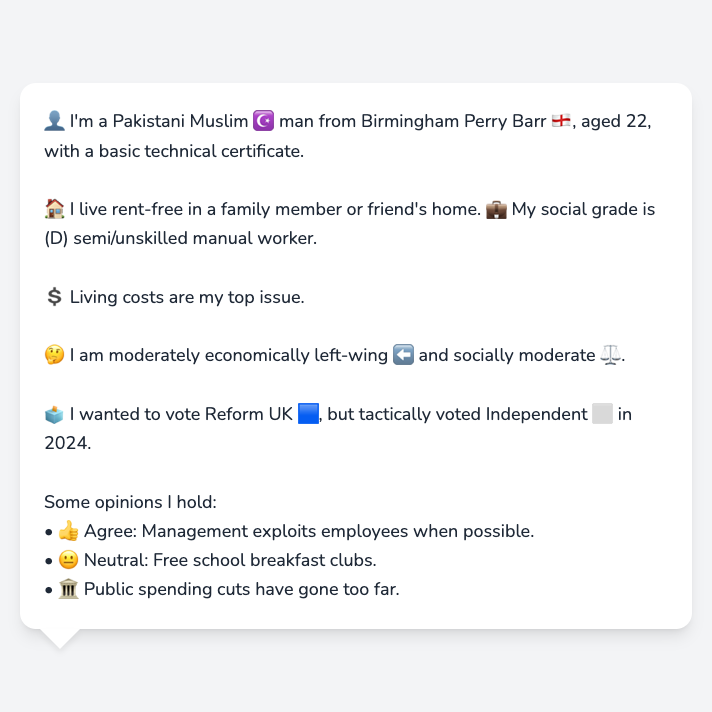 👤 I'm a Pakistani Muslim ☪️ man from Birmingham Perry Barr 🏴󠁧󠁢󠁥󠁮󠁧󠁿, aged 22,
with a basic technical certificate.
🏠 I live rent-free in a family member or friend's home. 💼 My social grade is
(D) semi/unskilled manual worker.
💲 Living costs are my top issue.
🤔 I am moderately economically left-wing ⬅️ and socially moderate ⚖️.
🗳️ I wanted to vote Reform UK 🟦, but tactically voted Independent ⬜ in
2024.
Some opinions I hold:
• 👍 Agree: Management exploits employees when possible.
• 😐 Neutral: Free school breakfast clubs.
• 🏛️ Public spending cuts have gone too far.